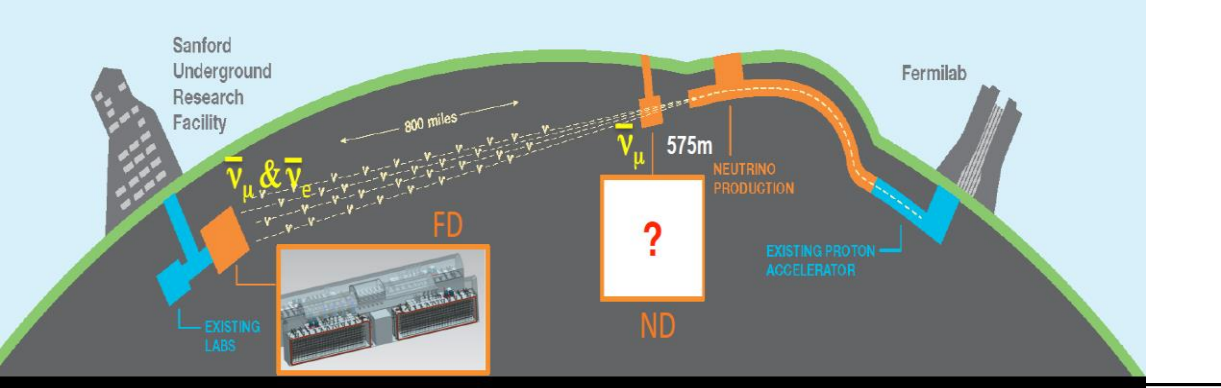 Sanford
Underground
Research
Facility
Fermilab
800 miles
ν̅μ & ν̅e
ν̅μ
575m
NEUTRINO
PRODUCTION
FD
?
EXISTING PROTON
ACCELERATOR
ND
EXISTING
LABS